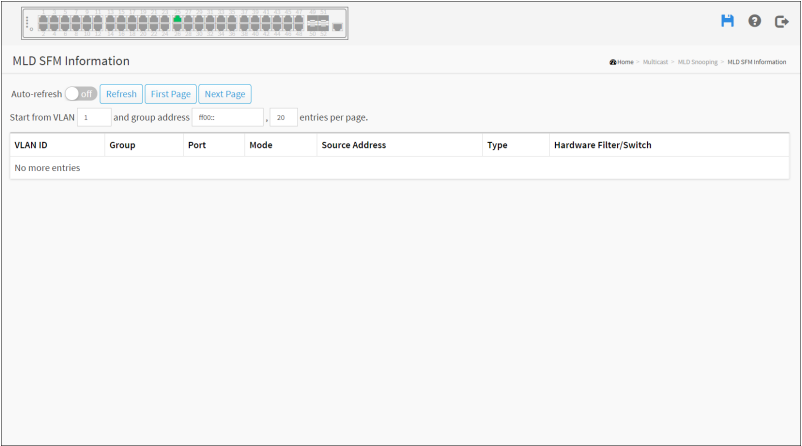 MLD SFM Information
Home > Multicast > MLD Snooping > MLD SFM Information
Auto-refresh off Refresh First Page Next Page
Start from VLAN 1 and group address ff00:: , 20 entries per page.
VLAN ID Group Port Mode Source Address Type Hardware Filter/Switch
No more entries